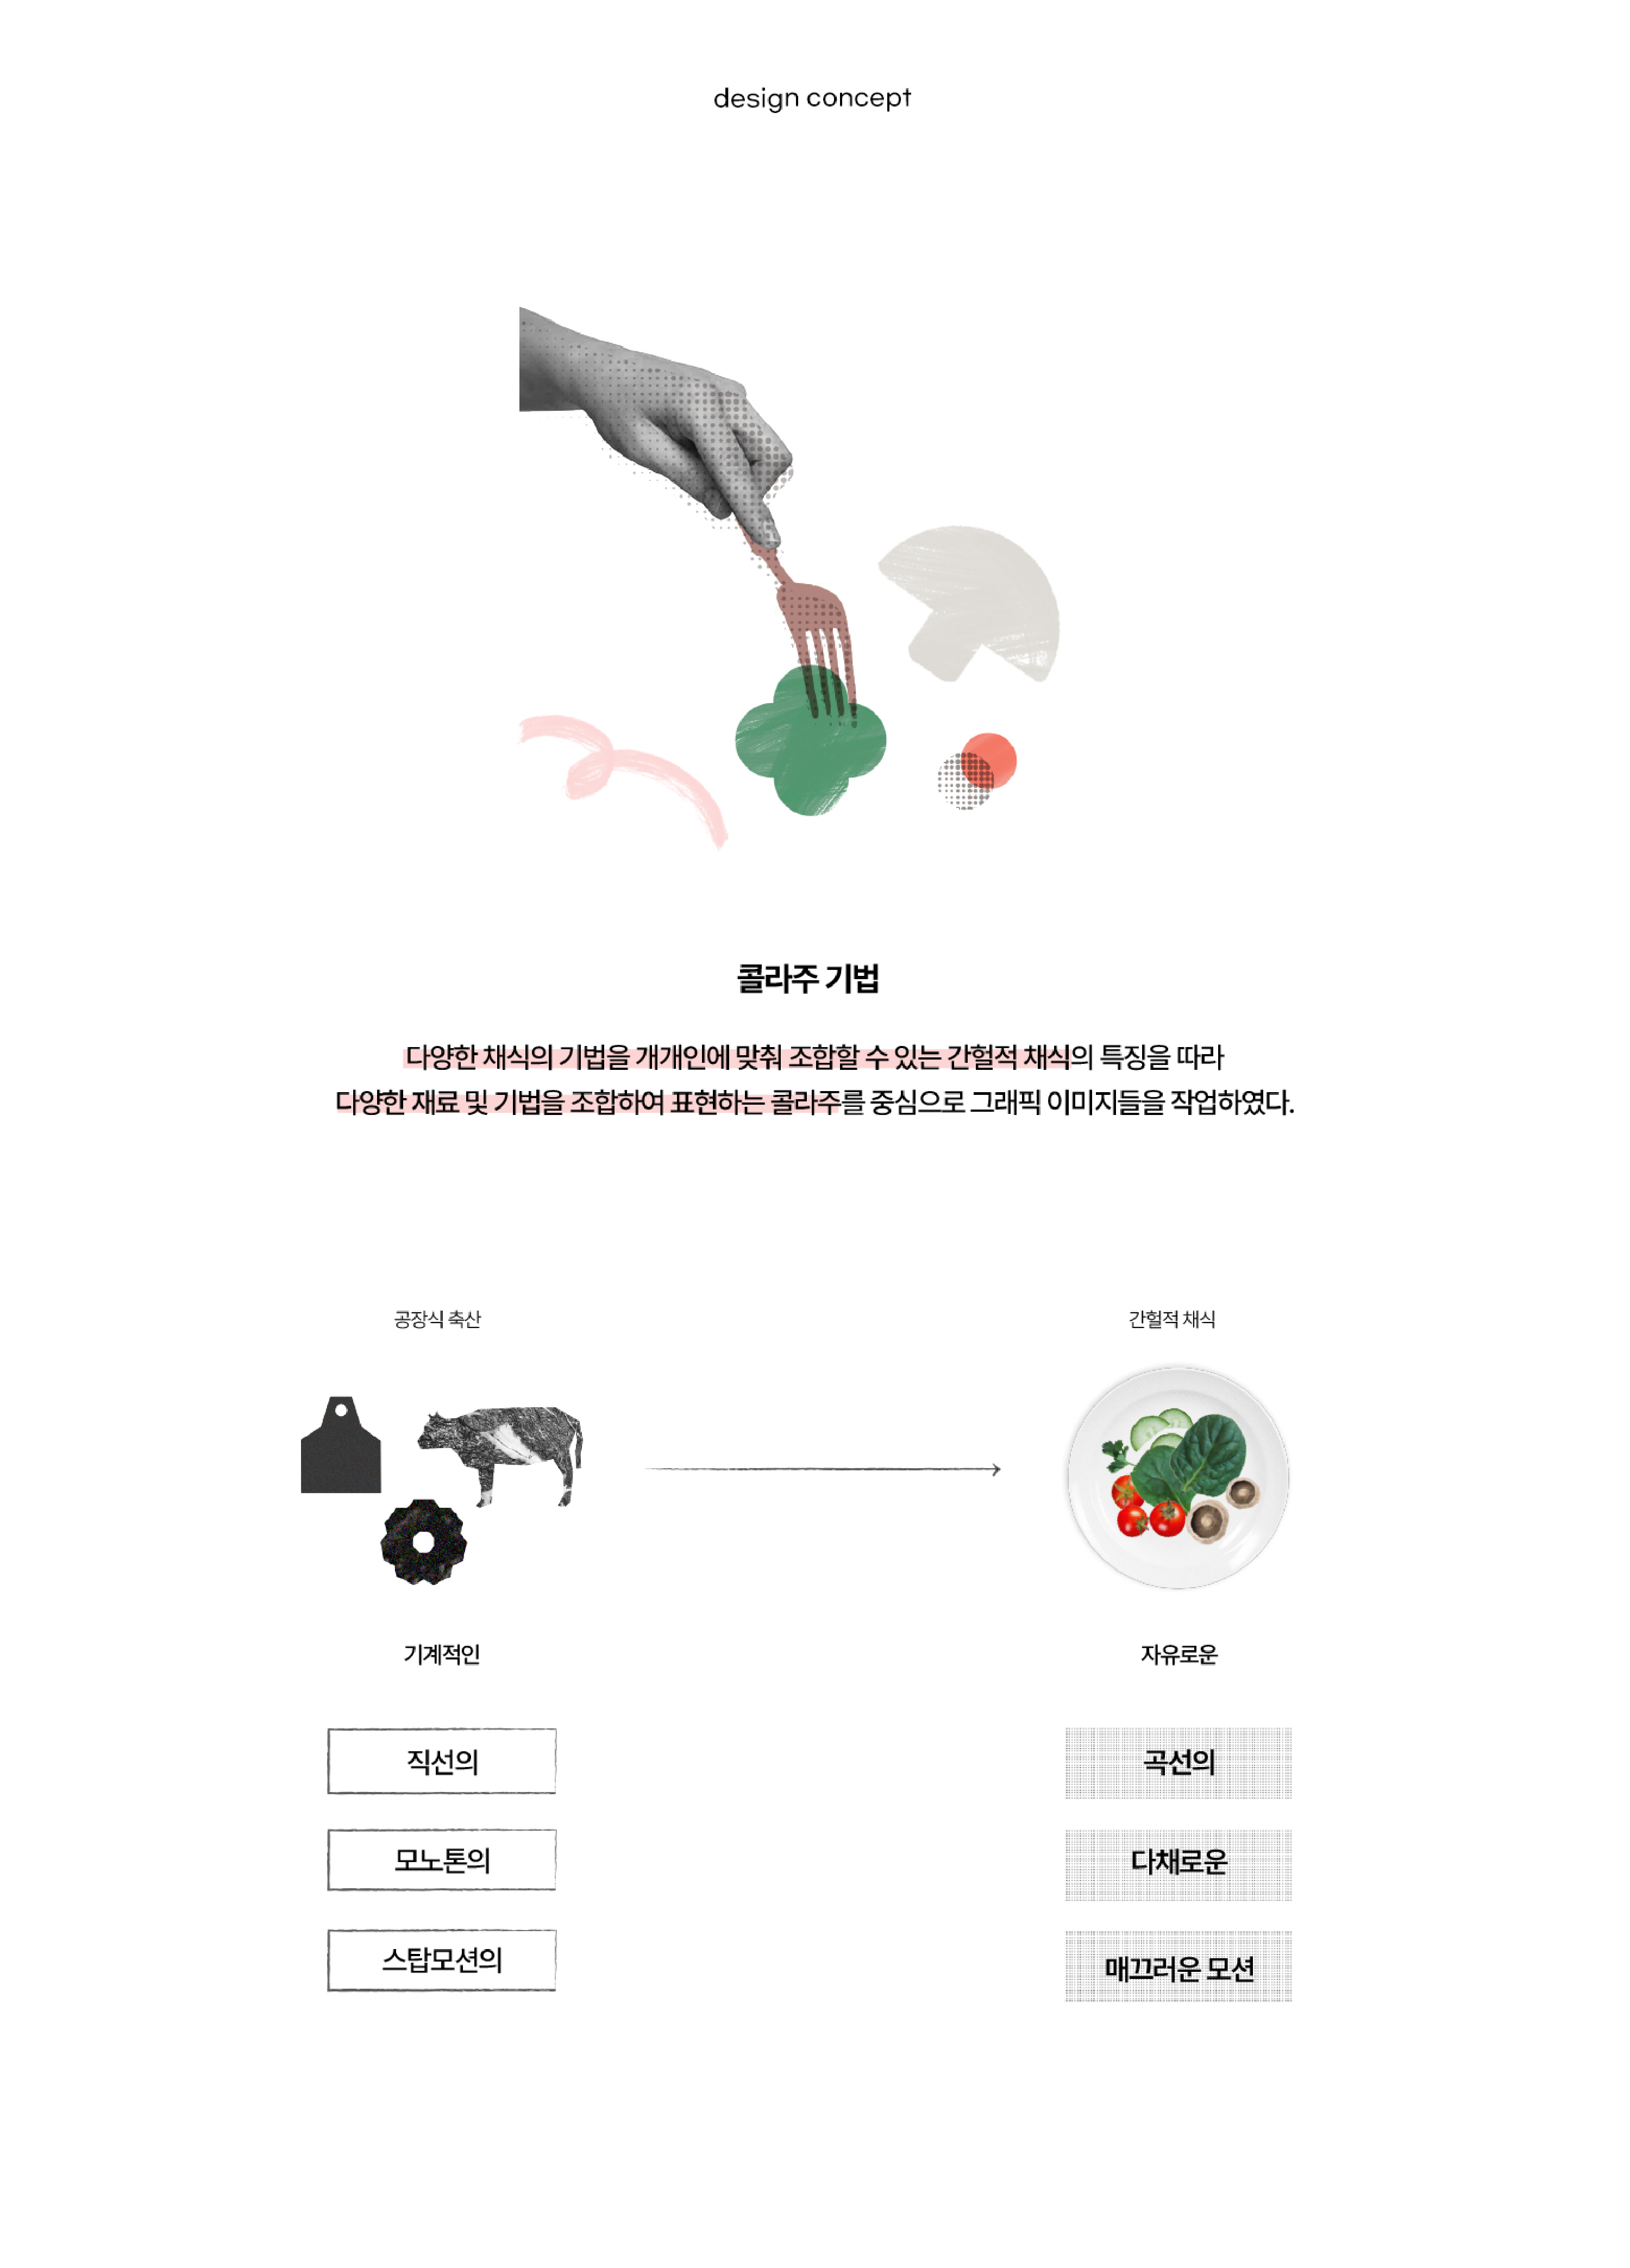 design concept
콜라주 기법
다양한 채식의 기법을 개개인에 맞춰 조합할 수 있는 간헐적 채식의 특징을 따라
다양한 재료 및 기법을 조합하여 표현하는 콜라주를 중심으로 그래픽 이미지들을 작업하였다.
공장식 축산
간헐적 채식
기계적인
자유로운
직선의
곡선의
모노톤의
다채로운
스탑모션의
매끄러운 모션